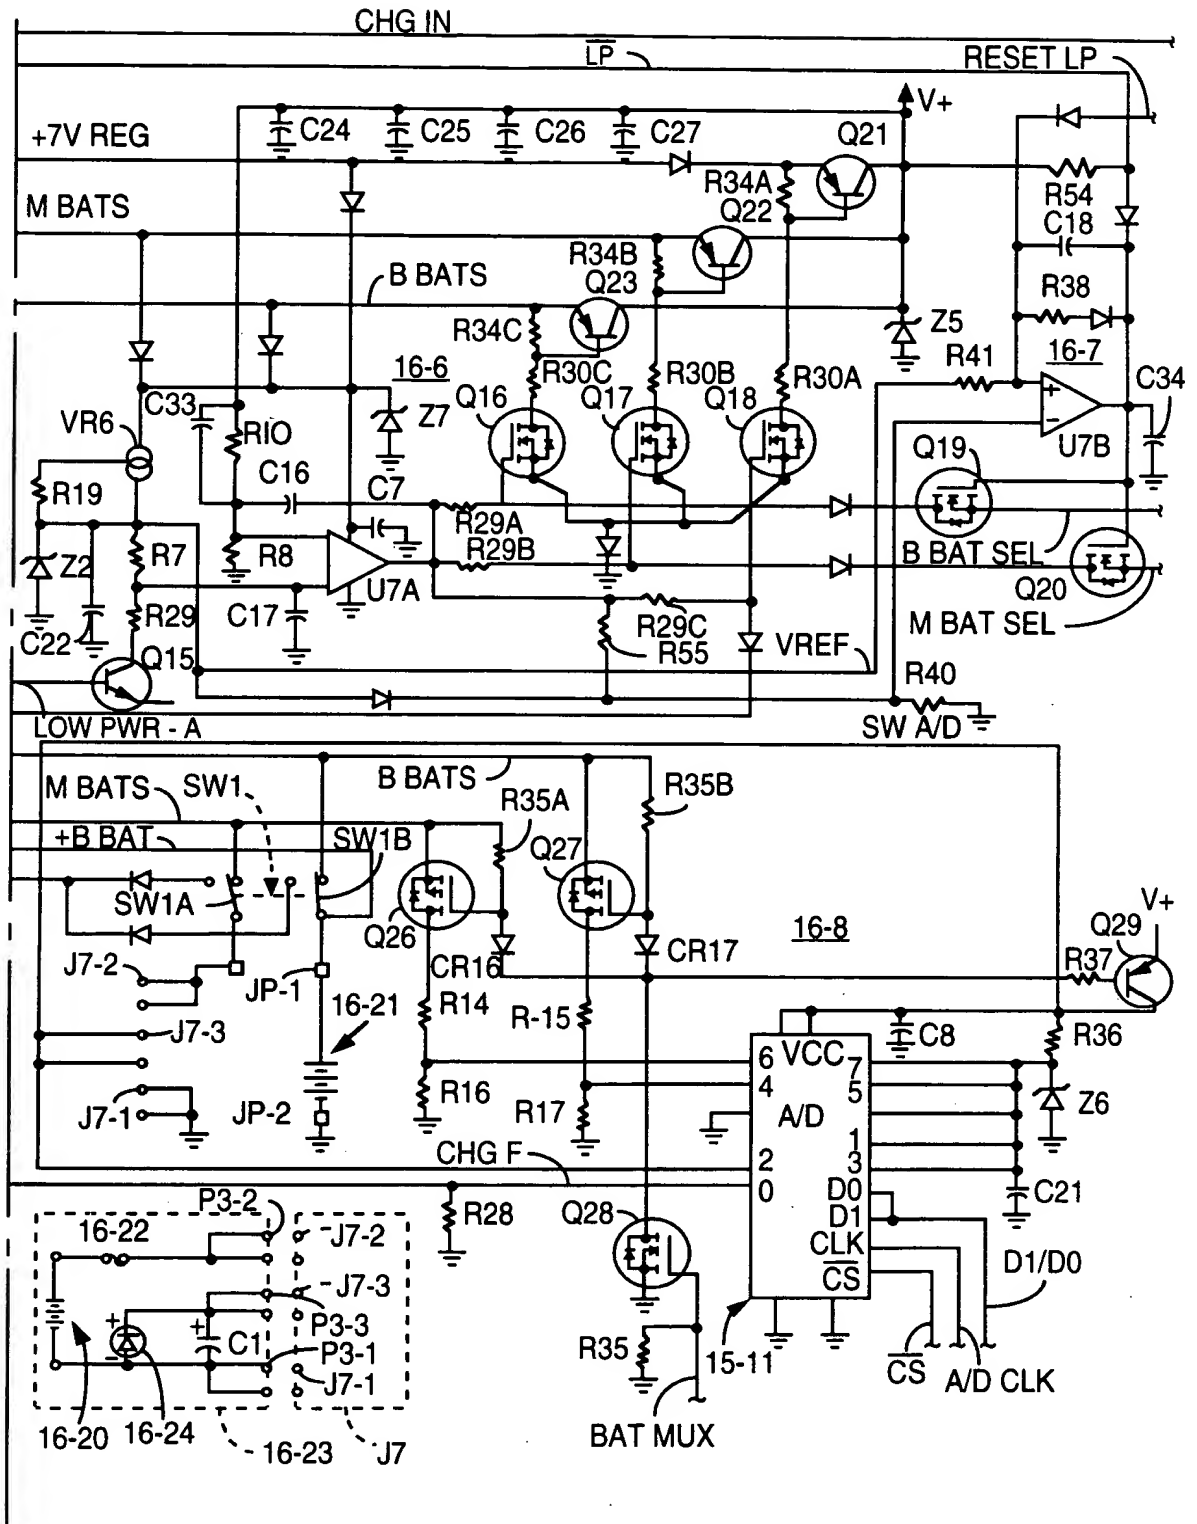 CHG IN
LP
RESET LP
V+
C24
C25
C26
C27
Q21
+7V REG
R34A
Q22
R54
M BATS
C18
R34B
Q23
B BATS
R38
Z5
R34C
16-6
R30C
R30B
R30A
R41
16-7
C34
C33
Z7
Q16
Q17
Q18
VR6
RIO
U7B
Q19
C16
C7
R19
R29A
R8
R29B
B BAT SEL
Z2
R7
U7A
Q20
R29
C17
C22
R29C
M BAT SEL
R55
VREF
Q15
R40
LOW PWR - A
SW A/D
B BATS
M BATS
SW1
R35A
R35B
+B BAT
SW1B
Q27
SW1A
Q26
16-8
V+
Q29
J7-2
CR16
CR17
R37
JP-1
16-21
R14
R-15
J7-3
C8
R36
6
VCC
7
R16
4
5
J7-1
JP-2
R17
A/D
Z6
1
CHG F
2
3
0
C21
P3-2
D0
16-22
J7-2
R28
Q28
D1
CLK
D1/D0
CS
J7-3
+
+
P3-3
C1
P3-1
-
R35
15-11
J7-1
CS
A/D CLK
16-20
16-24
16-23
J7
BAT MUX